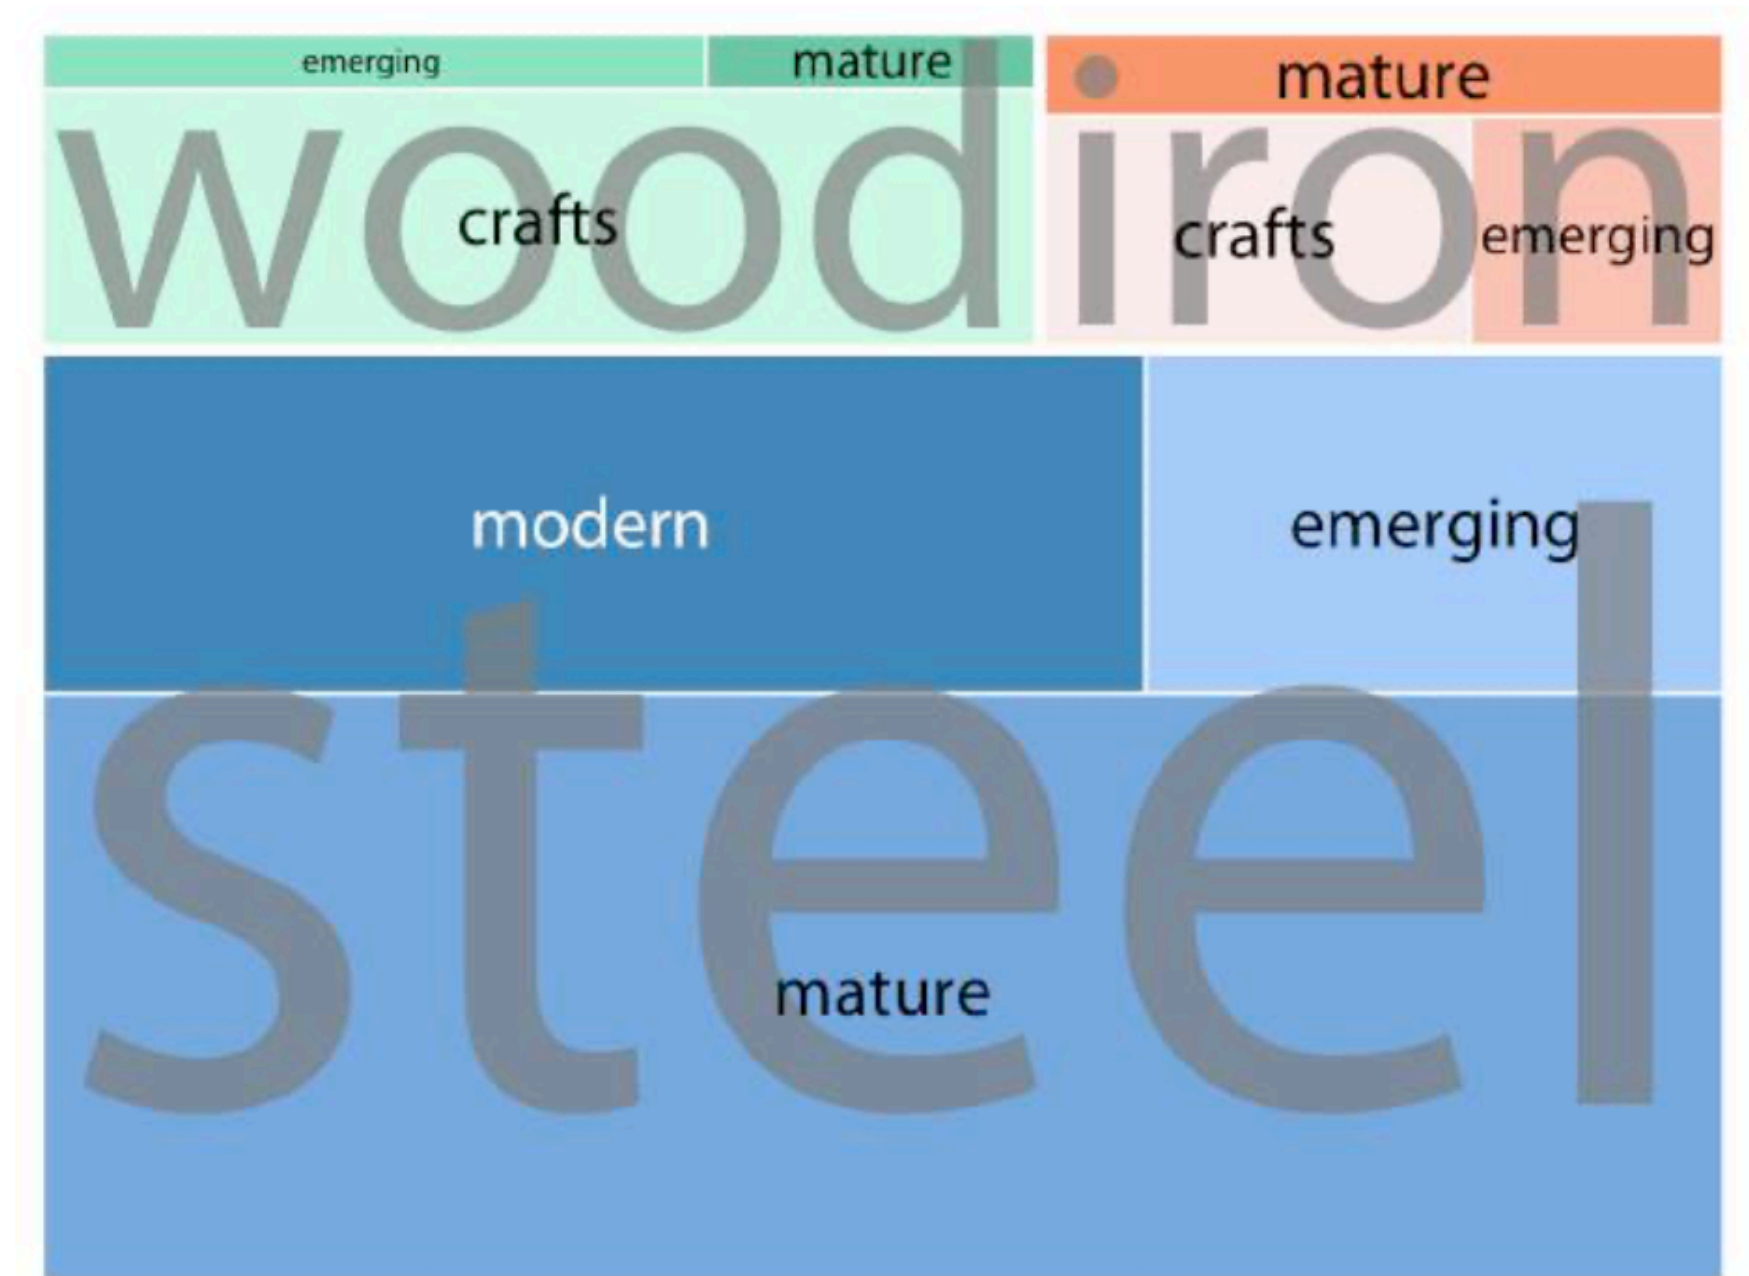 emerging
mature
mature
wood
iron
crafts
crafts
emerging
modern
emerging
steel
mature